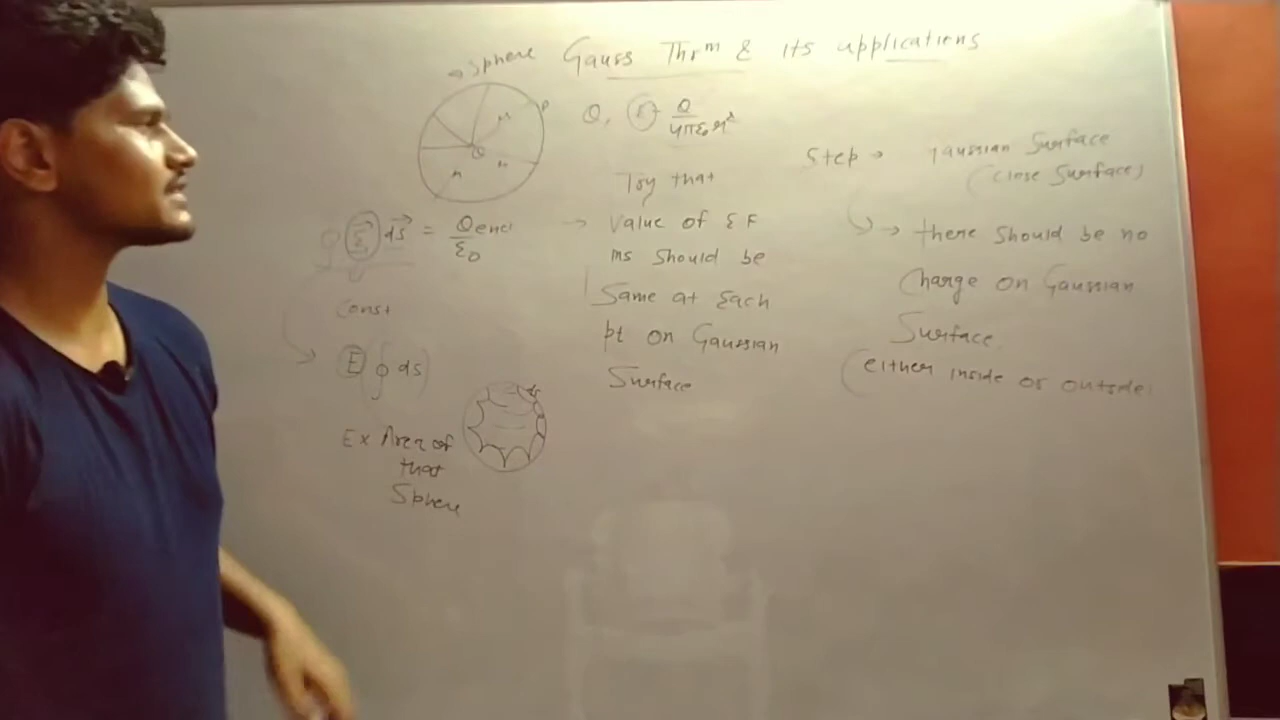 Gauss Thrm & its applications
→ Sphere
P
r
Q
r
r
Q, E → Q / 4πε0r²
∮ E ds = Qencl / ε0
const
E (∮ ds)
ds
Ex Area of
that
Sphere
Try that
→ Value of E F
ms should be
Same at Each
pt on Gaussian
Surface
Step → gaussian Surface
(close Surface)
→ there should be no
Charge on Gaussian
Surface.
(either inside or outside)